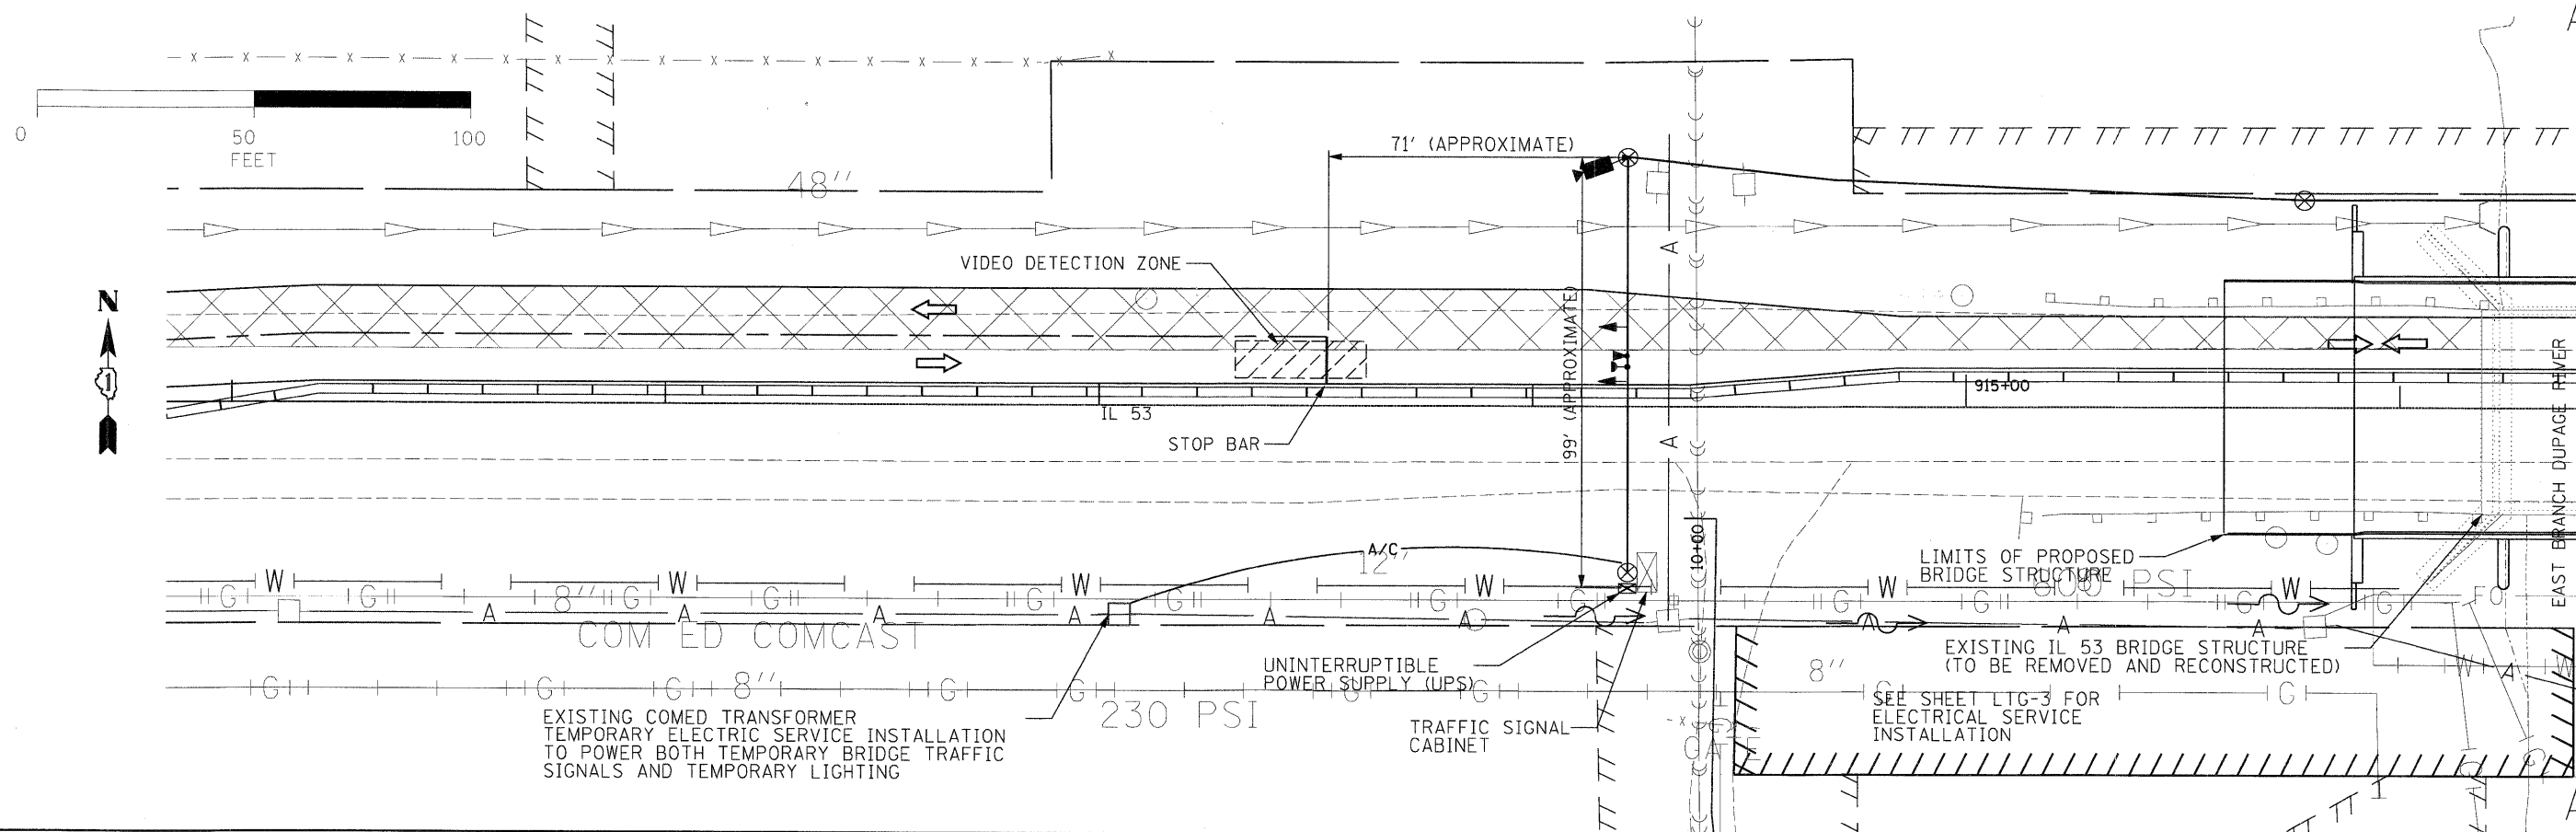 0
50
100
FEET
48''
71' (APPROXIMATE)
VIDEO DETECTION ZONE
A
N
1
99' (APPROXIMATE)
915+00
IL 53
STOP BAR
A
EAST BRANCH DUPAGE RIVER
10+00
A/C
12''
LIMITS OF PROPOSED
BRIDGE STRUCTURE
W W W W W W
G 8'' G G G G G G G G G G
600 PSI
A A A A A A A A A
COM ED COMCAST
UNINTERRUPTIBLE
POWER SUPPLY (UPS)
EXISTING IL 53 BRIDGE STRUCTURE
(TO BE REMOVED AND RECONSTRUCTED)
8''
W W
A
G G G 8'' G G G G G G
230 PSI
EXISTING COMED TRANSFORMER
TEMPORARY ELECTRIC SERVICE INSTALLATION
TO POWER BOTH TEMPORARY BRIDGE TRAFFIC
SIGNALS AND TEMPORARY LIGHTING
TRAFFIC SIGNAL
CABINET
SEE SHEET LTG-3 FOR
ELECTRICAL SERVICE
INSTALLATION